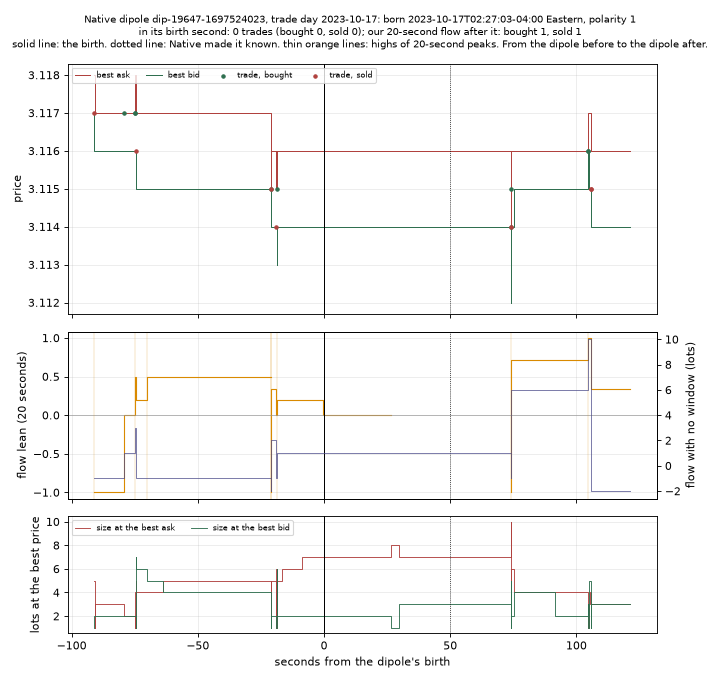 Native dipole dip-19647-1697524023, trade day 2023-10-17: born 2023-10-17T02:27:03-04:00 Eastern, polarity 1
in its birth second: 0 trades (bought 0, sold 0); our 20-second flow after it: bought 1, sold 1
solid line: the birth. dotted line: Native made it known. thin orange lines: highs of 20-second peaks. From the dipole before to the dipole after.
best ask best bid trade, bought trade, sold
3.118
3.117
3.116
3.115
3.114
3.113
3.112
price
1.0
0.5
0.0
−0.5
−1.0
flow lean (20 seconds)
10
8
6
4
2
0
−2
flow with no window (lots)
size at the best ask size at the best bid
10
8
6
4
2
lots at the best price
−100 −50 0 50 100
seconds from the dipole's birth